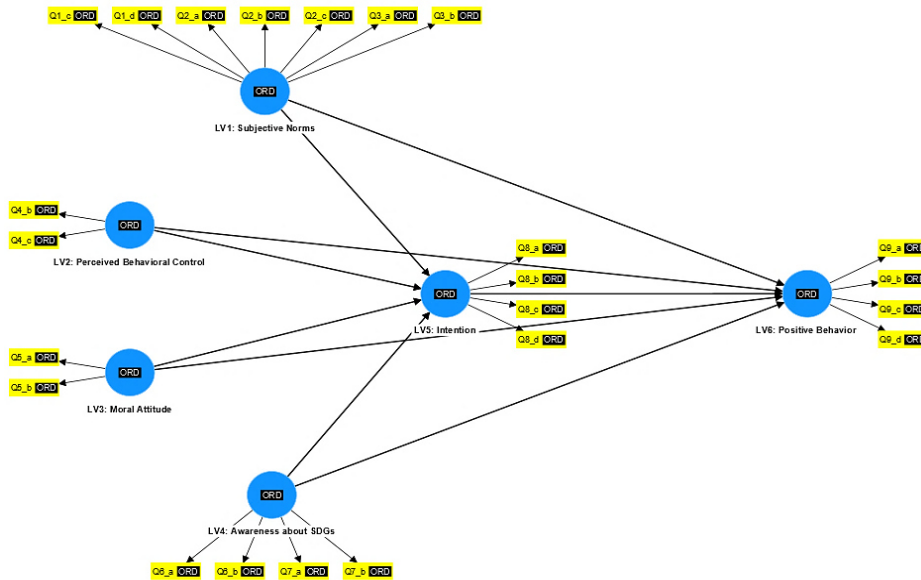 Q1_c ORD Q1_d ORD Q2_a ORD Q2_b ORD Q2_c ORD Q3_a ORD Q3_b ORD
ORD
LV1: Subjective Norms
Q4_b ORD
Q4_c ORD
ORD
LV2: Perceived Behavioral Control
Q5_a ORD
Q5_b ORD
ORD
LV3: Moral Attitude
ORD
LV4: Awareness about SDGs
Q6_a ORD Q6_b ORD Q7_a ORD Q7_b ORD
ORD
LV5: Intention
Q8_a ORD
Q8_b ORD
Q8_c ORD
Q8_d ORD
ORD
LV6: Positive Behavior
Q9_a ORD
Q9_b ORD
Q9_c ORD
Q9_d ORD